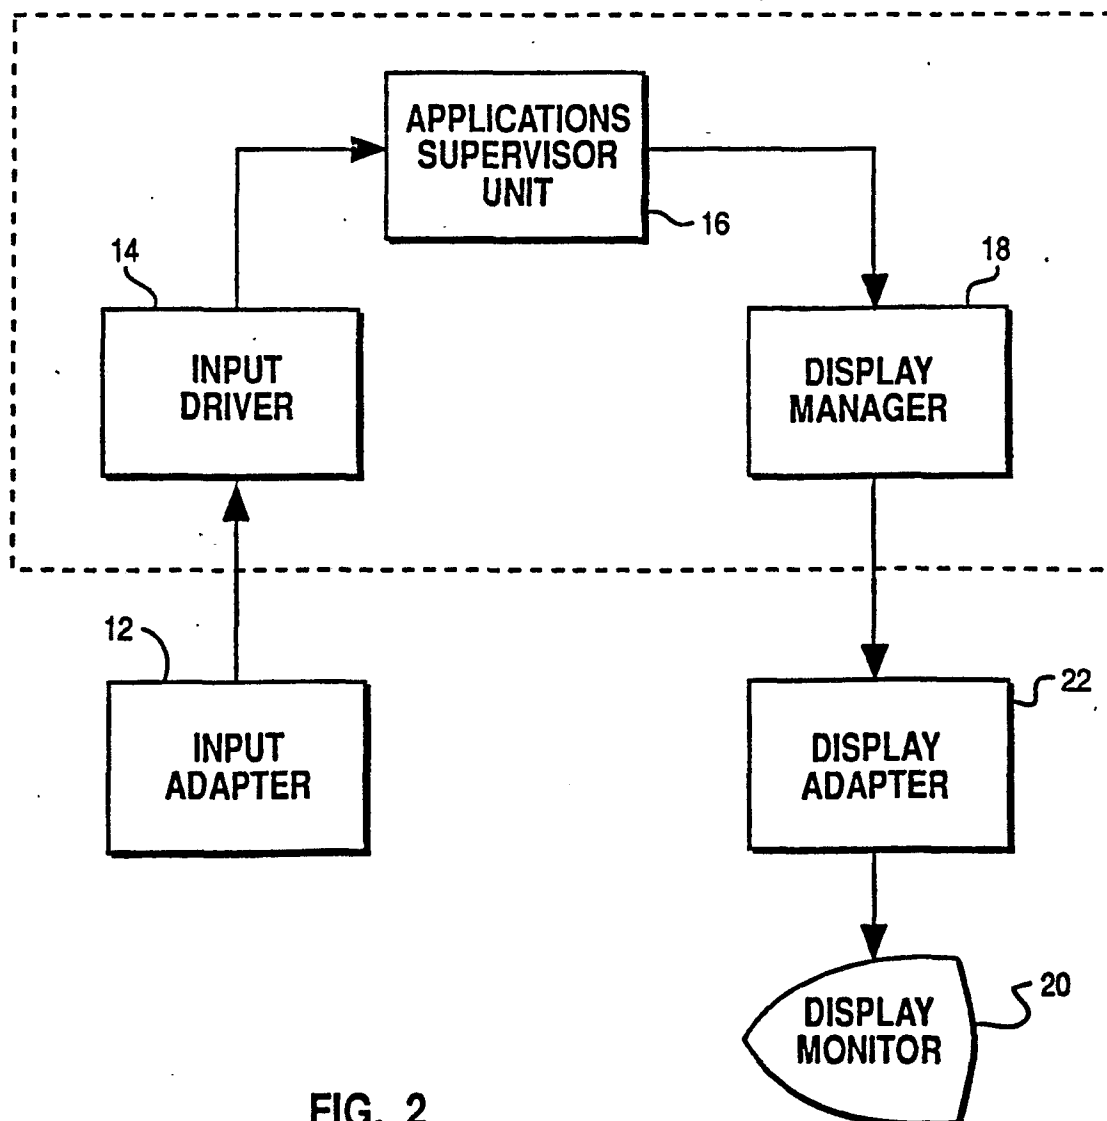 APPLICATIONS
SUPERVISOR
UNIT
16
14
18
INPUT
DRIVER
DISPLAY
MANAGER
12
22
INPUT
ADAPTER
DISPLAY
ADAPTER
20
DISPLAY
MONITOR
FIG. 2